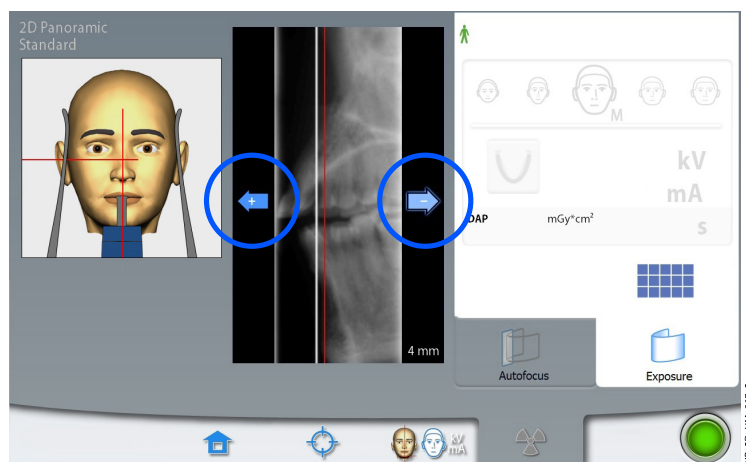 2D Panoramic
Standard
+
−
4 mm
M
kV
mA
DAP mGy*cm²
s
Autofocus
Exposure
kV
mA